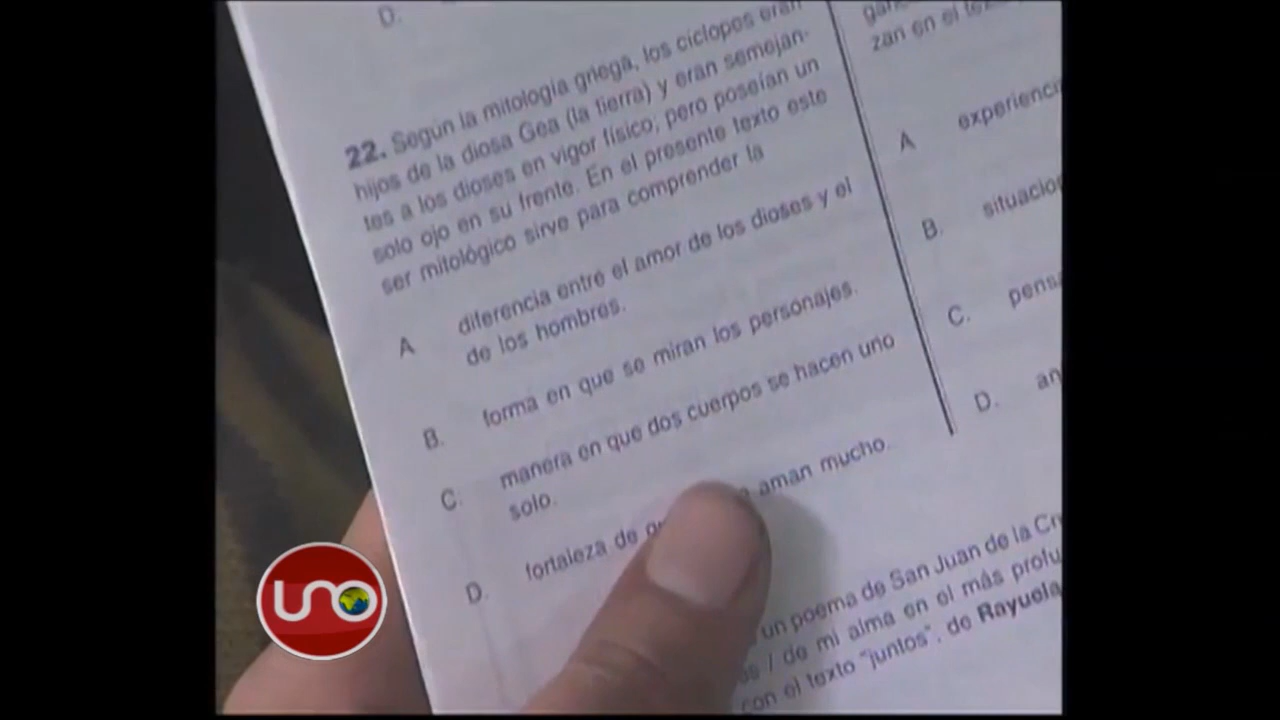 D.
22. Según la mitología griega, los cíclopes eran
hijos de la diosa Gea (la tierra) y eran semejan-
tes a los dioses en vigor físico, pero poseían un
solo ojo en su frente. En el presente texto este
ser mitológico sirve para comprender la
A diferencia entre el amor de los dioses y el
de los hombres.
B. forma en que se miran los personajes.
C. manera en que dos cuerpos se hacen uno
solo.
D. fortaleza de aman mucho.
zan en el
A experienci
B. situacio
C. pensa
D. an
un poema de San Juan de la Cr
/ de mi alma en el más profu
con el texto "juntos", de Rayuela
UNO